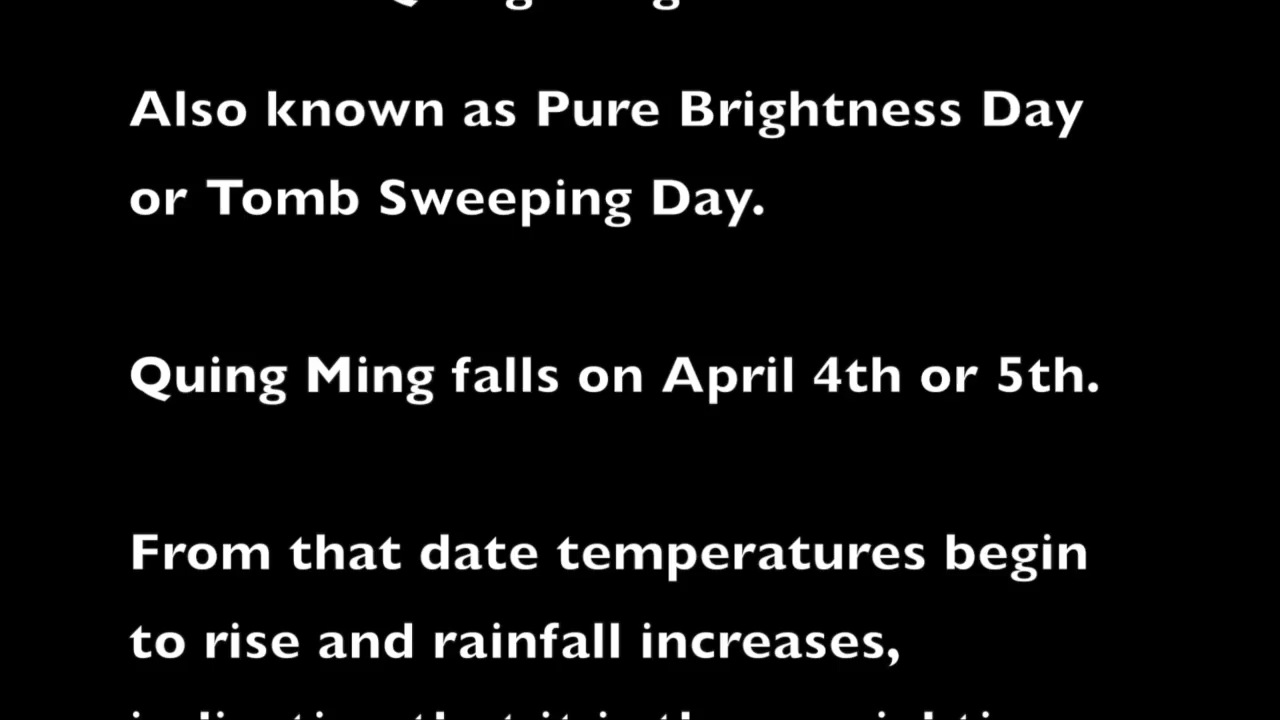 Also known as Pure Brightness Day
or Tomb Sweeping Day.
Quing Ming falls on April 4th or 5th.
From that date temperatures begin
to rise and rainfall increases,